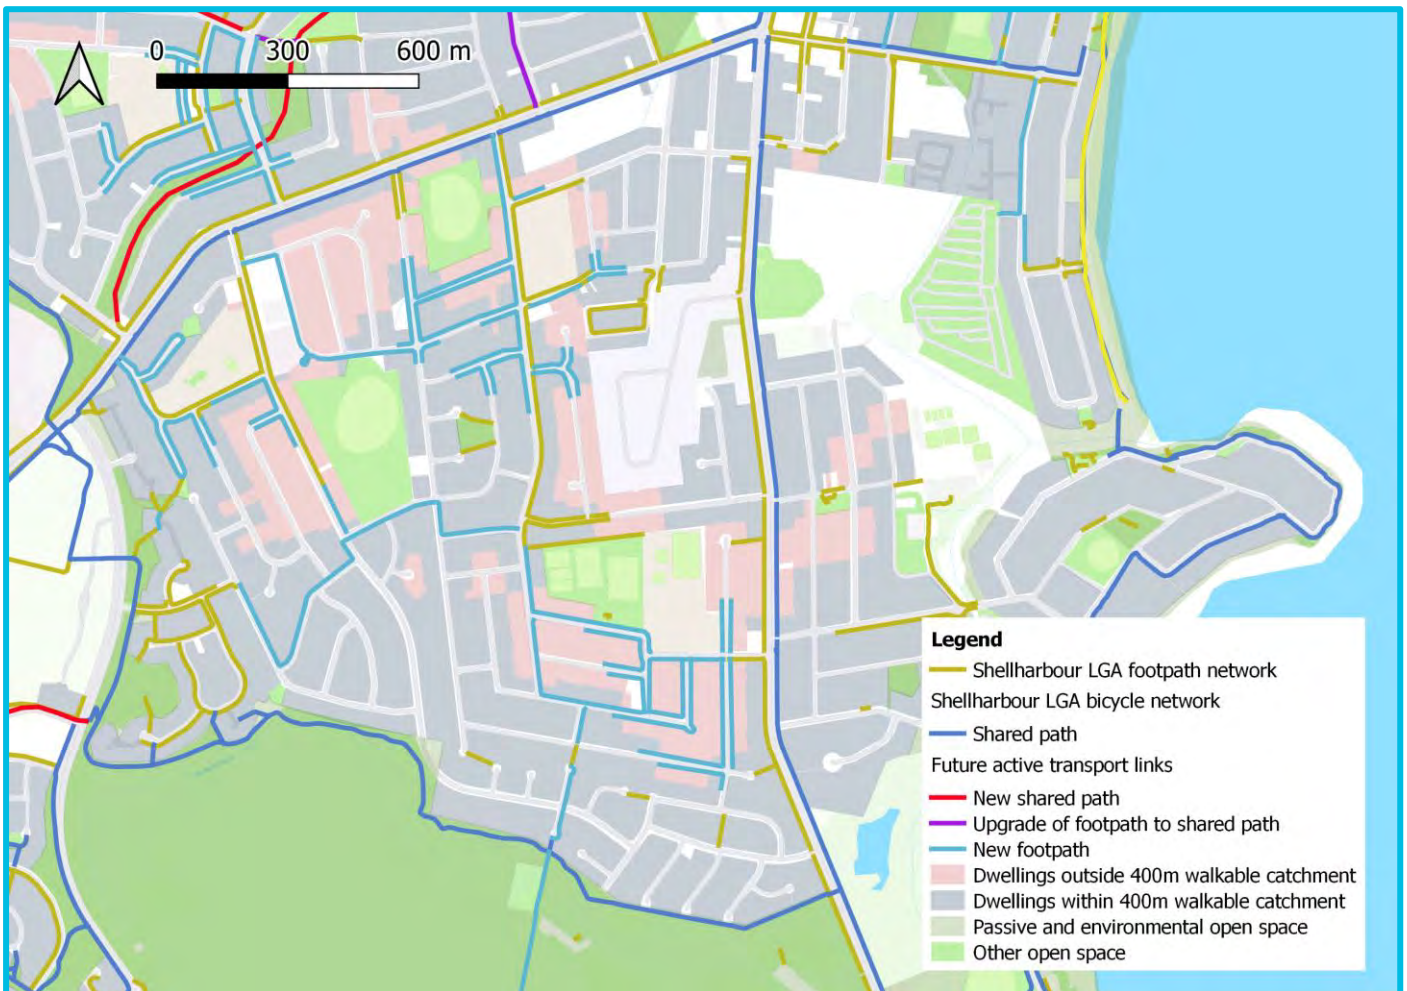 0 300 600 m
Legend
Shellharbour LGA footpath network
Shellharbour LGA bicycle network
Shared path
Future active transport links
New shared path
Upgrade of footpath to shared path
New footpath
Dwellings outside 400m walkable catchment
Dwellings within 400m walkable catchment
Passive and environmental open space
Other open space